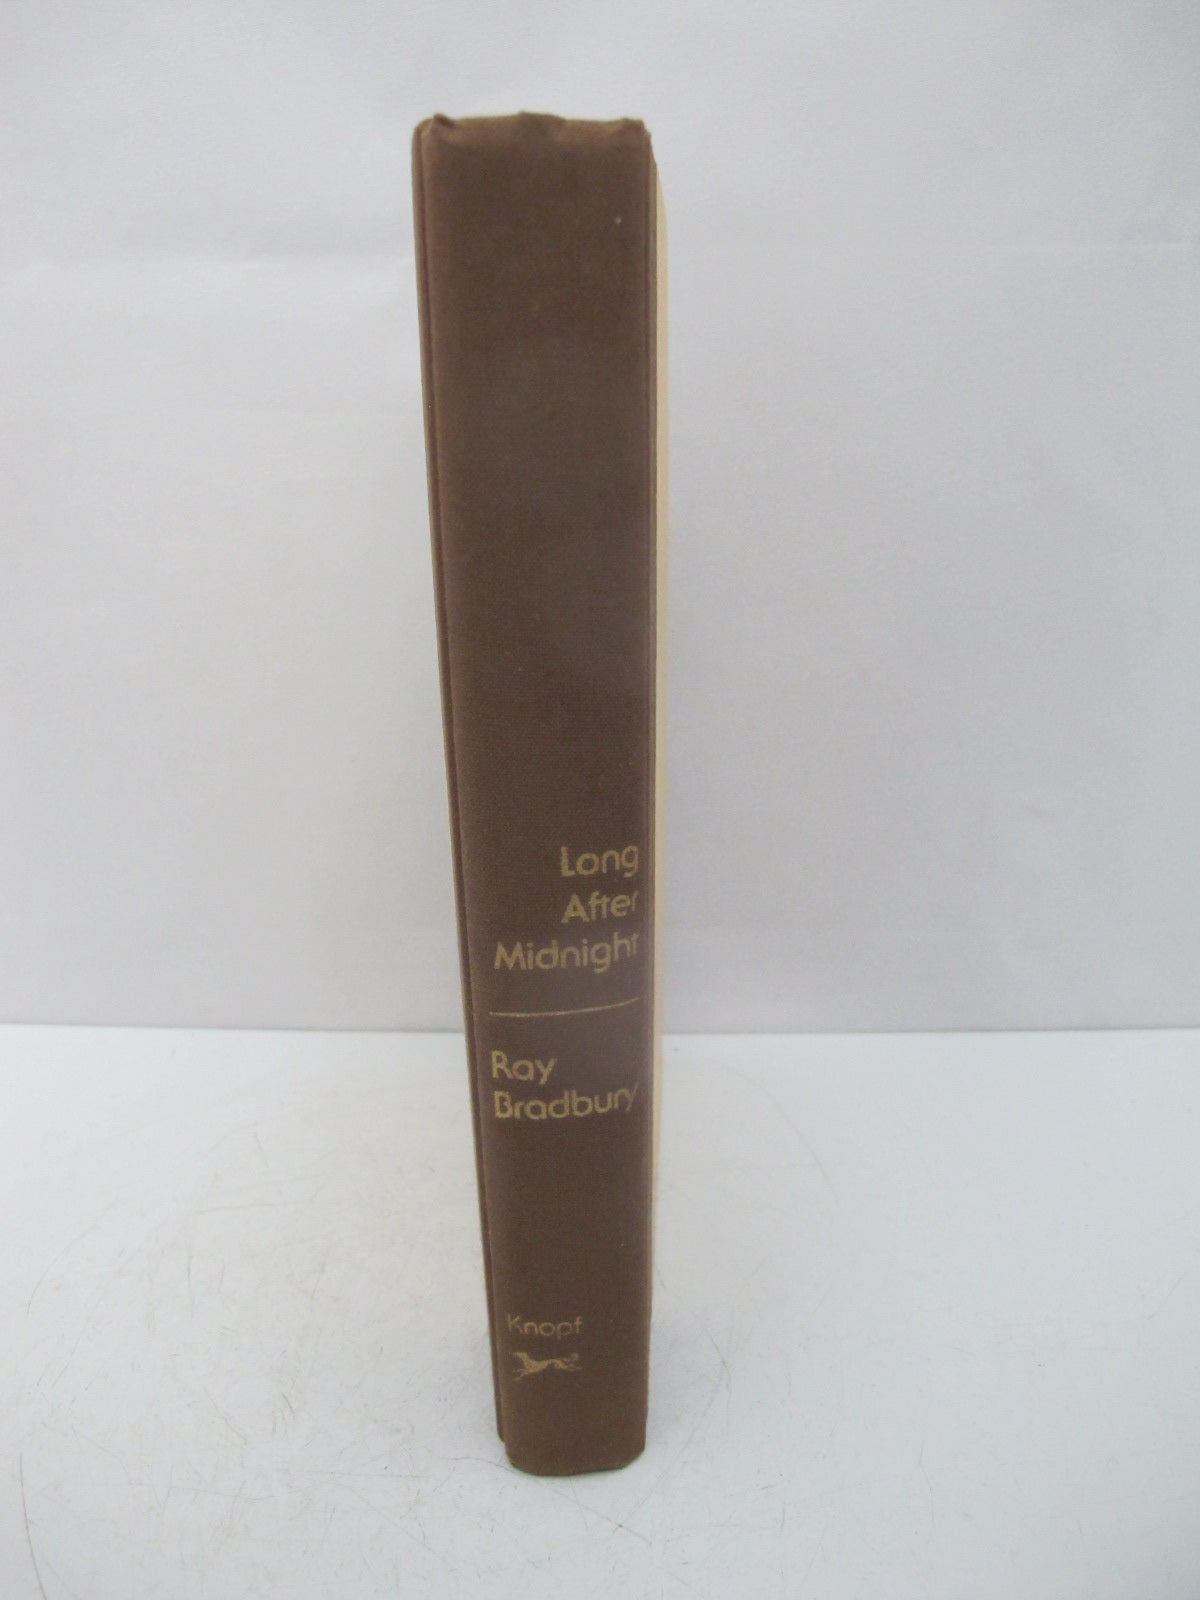 Long
After
Midnight
Ray
Bradbury
Knopf